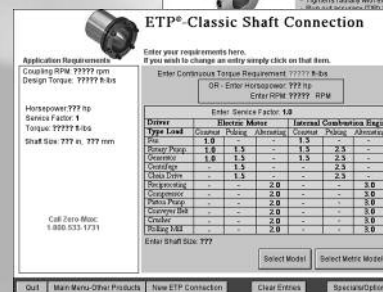 ETP®-Classic Shaft Connection
Application Requirements
Coupling RPM: ????? rpm
Design Torque: ????? ft-lbs
Horsepower: ??? hp
Service Factor: 1
Torque: ????? ft-lbs
Shaft Size: ??? in, ??? mm
Call Zero-Max:
1-800-533-1731
Enter your requirements here.
If you wish to change an entry simply click on that item.
Enter Continuous Torque Requirement ????? ft-lbs
OR - Enter Horsepower: ??? hp
Enter RPM ????? RPM
Enter Service Factor: 1.0
Driver Electric Motor Internal Combustion Engi
Type Load Constant Pulsing Alternating Constant Pulsing Alternating
Fan 1.0 - - 1.5 - -
Rotary Pump 1.0 1.5 - 1.5 2.5 -
Generator 1.0 1.5 - 1.5 2.5 -
Centrifuge - 1.5 - - 2.5 -
Chain Drive - 1.5 - - 2.5 -
Reciprocating - - 2.0 - - 3.0
Compressor - - 2.0 - - 3.0
Piston Pump - - 2.0 - - 3.0
Conveyor Belt - - 2.0 - - 3.0
Crusher - - 2.0 - - 3.0
Rolling Mill - - 2.0 - - 3.0
Enter Shaft Size: ???
Select Model Select Metric Model
Quit Main Menu-Other Products New ETP Connection Clear Entries Specials/Option